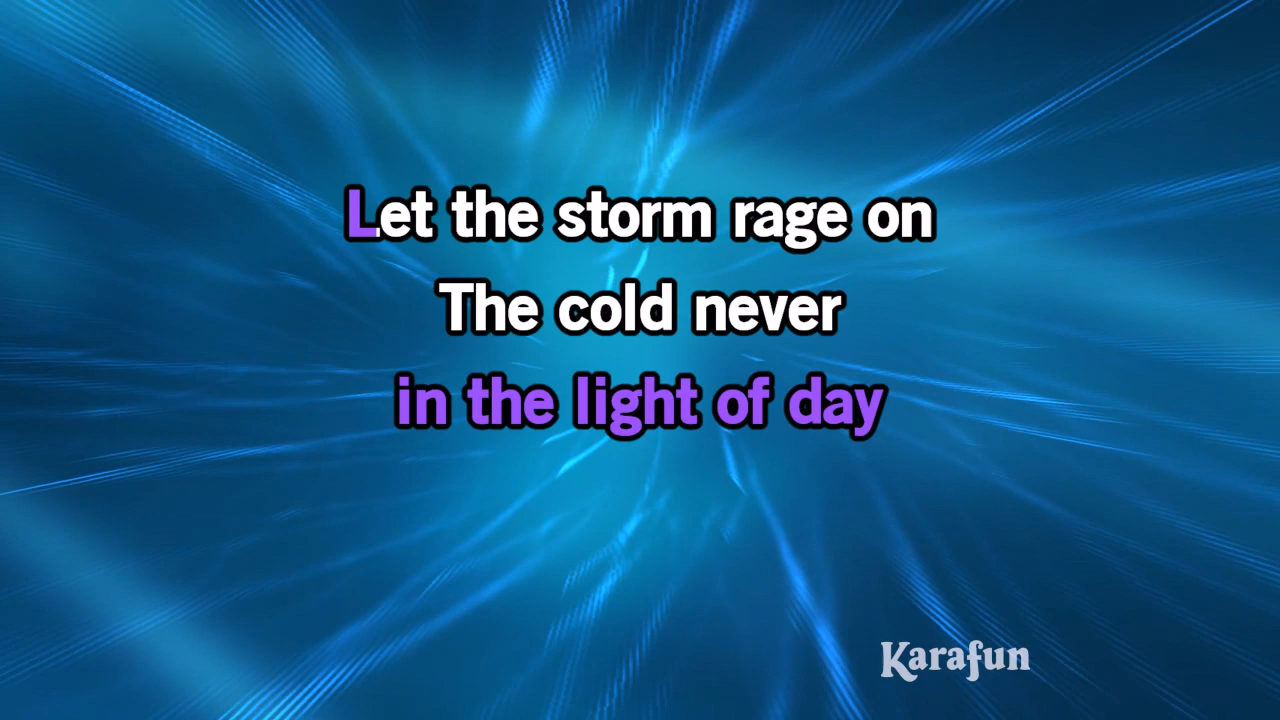 Let the storm rage on
The cold never
in the light of day
Karafun